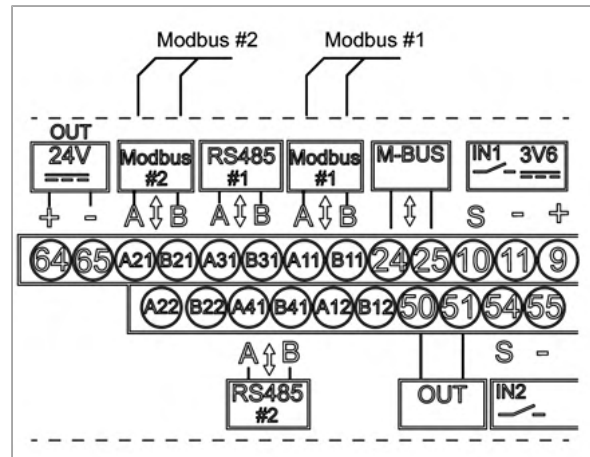 Modbus #2 Modbus #1
OUT
24V Modbus #2 RS485 #1 Modbus #1 M-BUS IN1 3V6
+ - A B A B A B S - +
64 65 A21 B21 A31 B31 A11 B11 24 25 10 11 9
A22 B22 A41 B41 A12 B12 50 51 54 55
A B S -
RS485 #2 OUT IN2